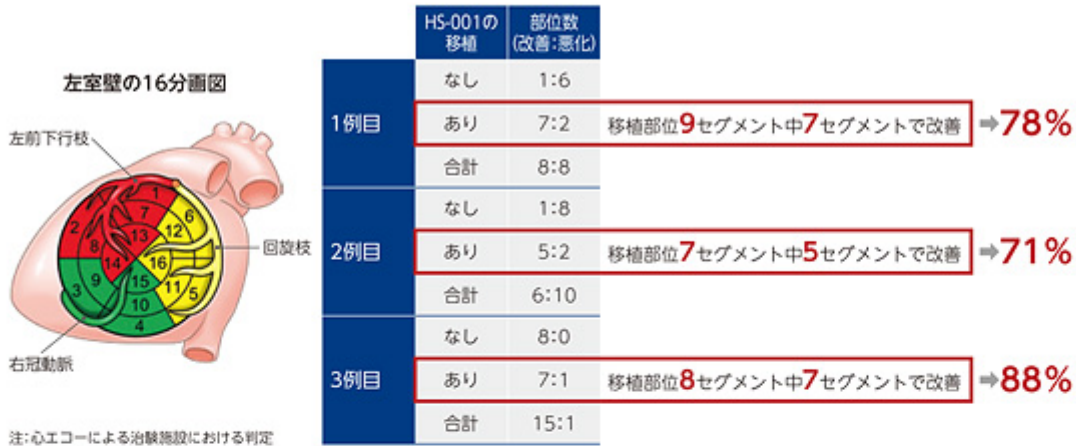 左室壁の16分画図
左前下行枝
1
2
7
6
8
13
12
14
16
回旋枝
3
9
15
11
5
10
4
右冠動脈
注:心エコーによる治験施設における判定
HS-001の
移植
部位数
(改善:悪化)
1例目
なし 1:6
あり 7:2 移植部位9セグメント中7セグメントで改善 ⇒78%
合計 8:8
2例目
なし 1:8
あり 5:2 移植部位7セグメント中5セグメントで改善 ⇒71%
合計 6:10
3例目
なし 8:0
あり 7:1 移植部位8セグメント中7セグメントで改善 ⇒88%
合計 15:1